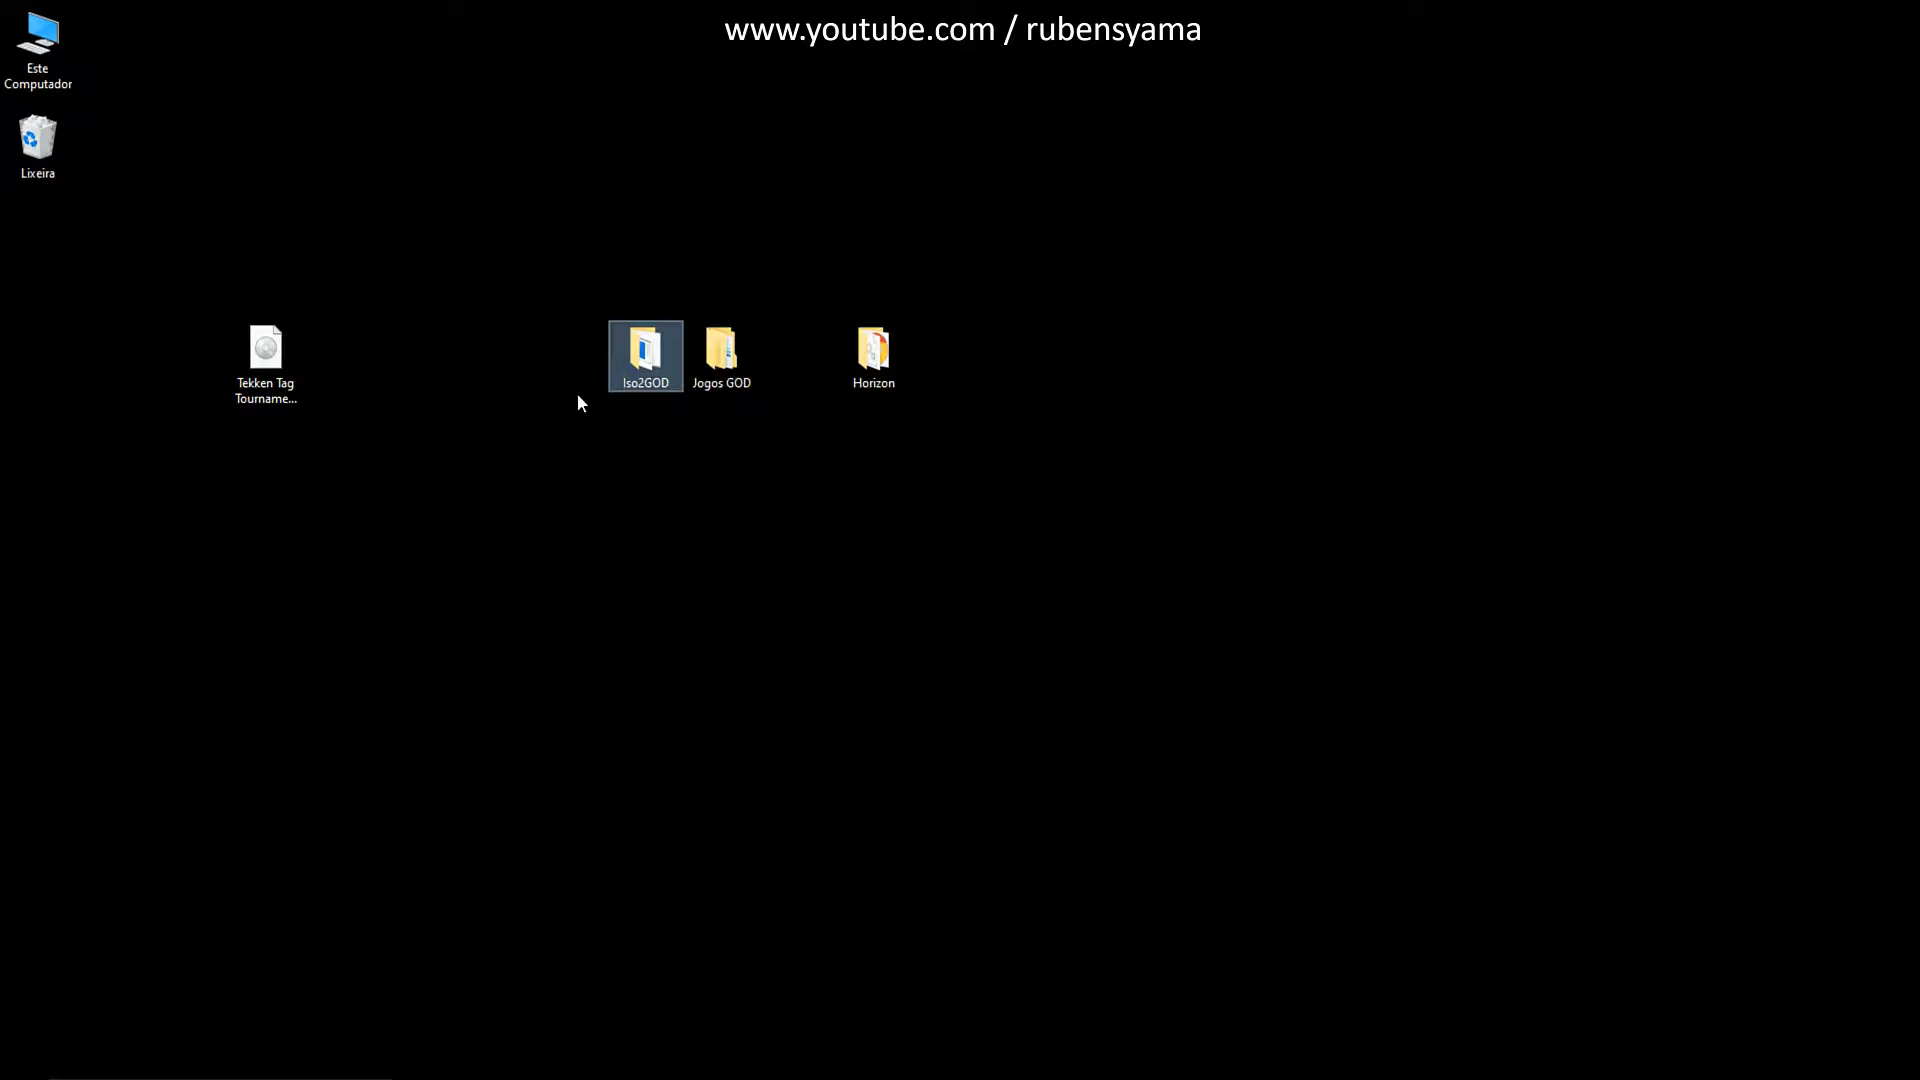 www.youtube.com / rubensyama
Este
Computador
Lixeira
Tekken Tag
Tourname...
Iso2GOD
Jogos GOD
Horizon